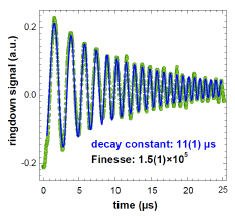 ringdown signal (a.u.)
0.2
0.0
-0.2
decay constant: 11(1) µs
Finesse: 1.5(1)×10⁵
0 5 10 15 20 25
time (µs)